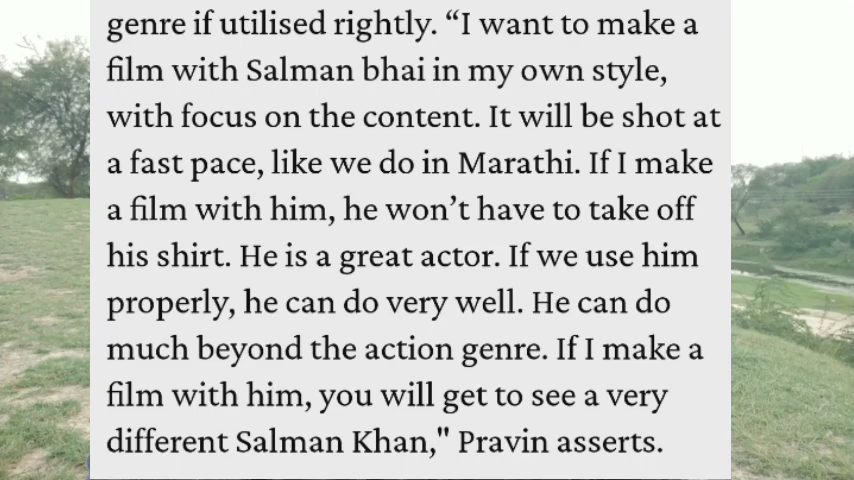 genre if utilised rightly. “I want to make a
film with Salman bhai in my own style,
with focus on the content. It will be shot at
a fast pace, like we do in Marathi. If I make
a film with him, he won’t have to take off
his shirt. He is a great actor. If we use him
properly, he can do very well. He can do
much beyond the action genre. If I make a
film with him, you will get to see a very
different Salman Khan," Pravin asserts.